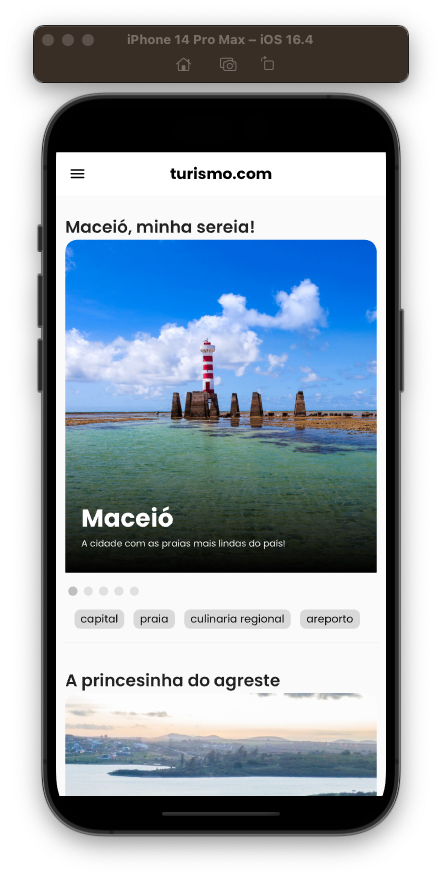 iPhone 14 Pro Max – iOS 16.4
turismo.com
Maceió, minha sereia!
Maceió
A cidade com as praias mais lindas do país!
capital praia culinaria regional areporto
A princesinha do agreste